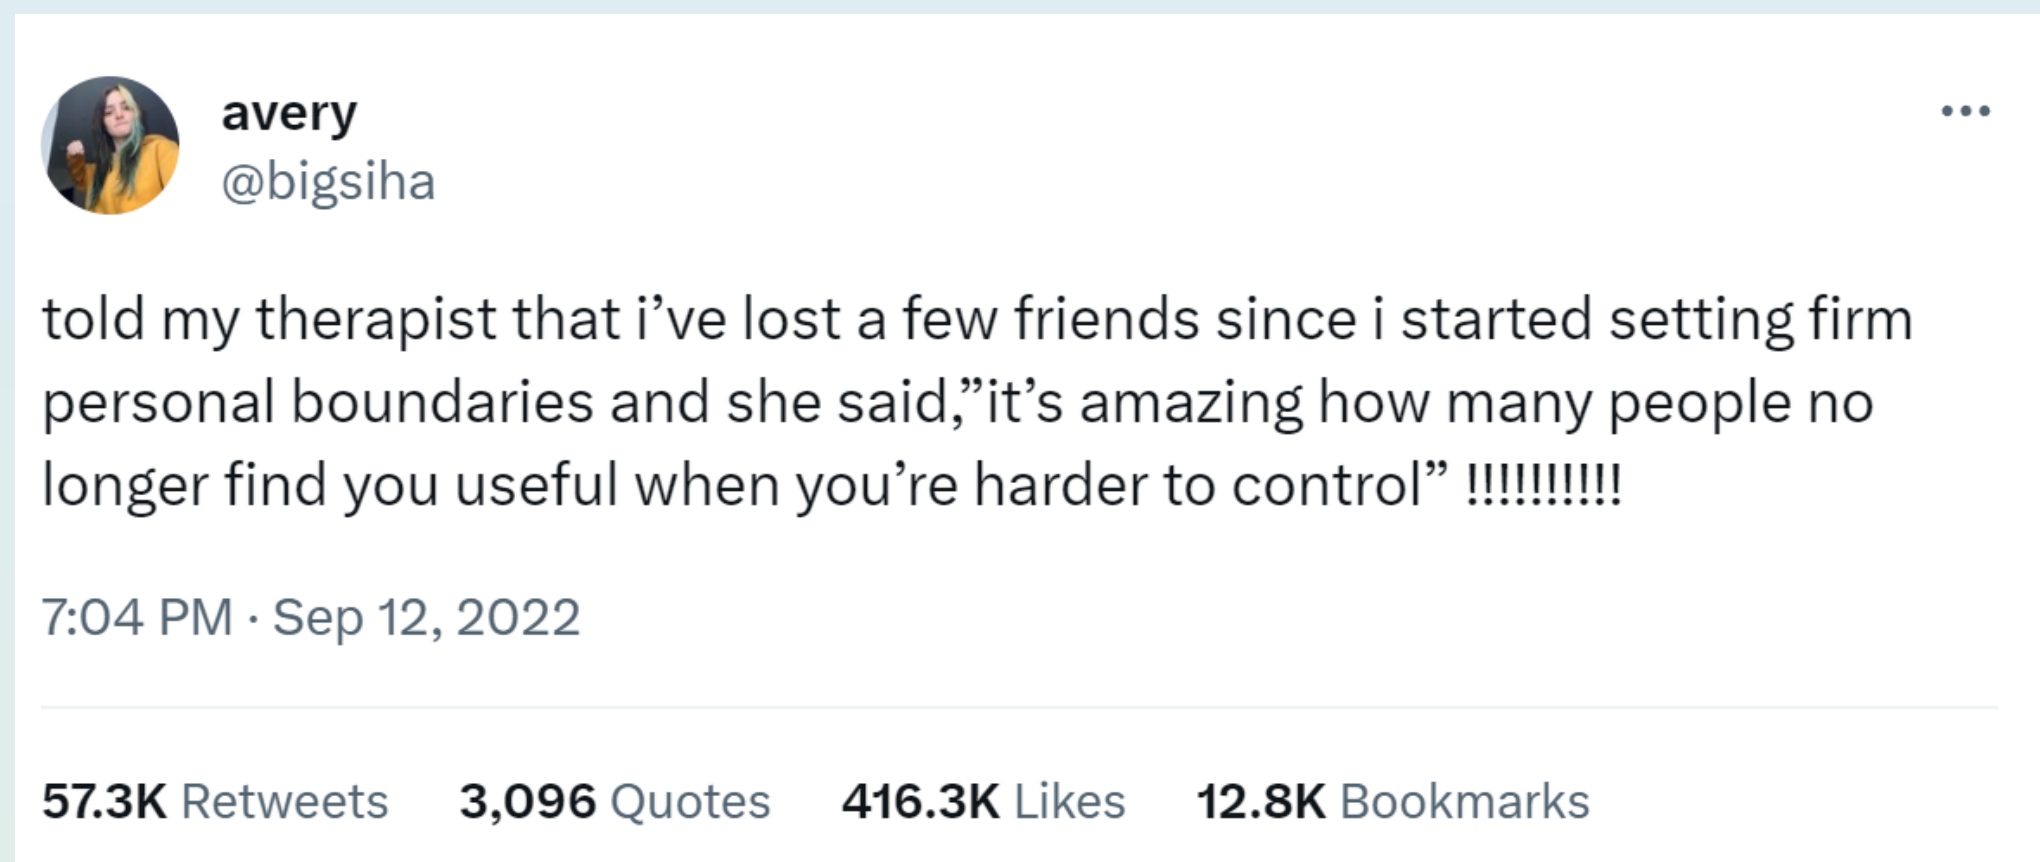 avery
@bigsiha
told my therapist that i’ve lost a few friends since i started setting firm
personal boundaries and she said,”it’s amazing how many people no
longer find you useful when you’re harder to control” !!!!!!!!!!
7:04 PM · Sep 12, 2022
57.3K Retweets 3,096 Quotes 416.3K Likes 12.8K Bookmarks